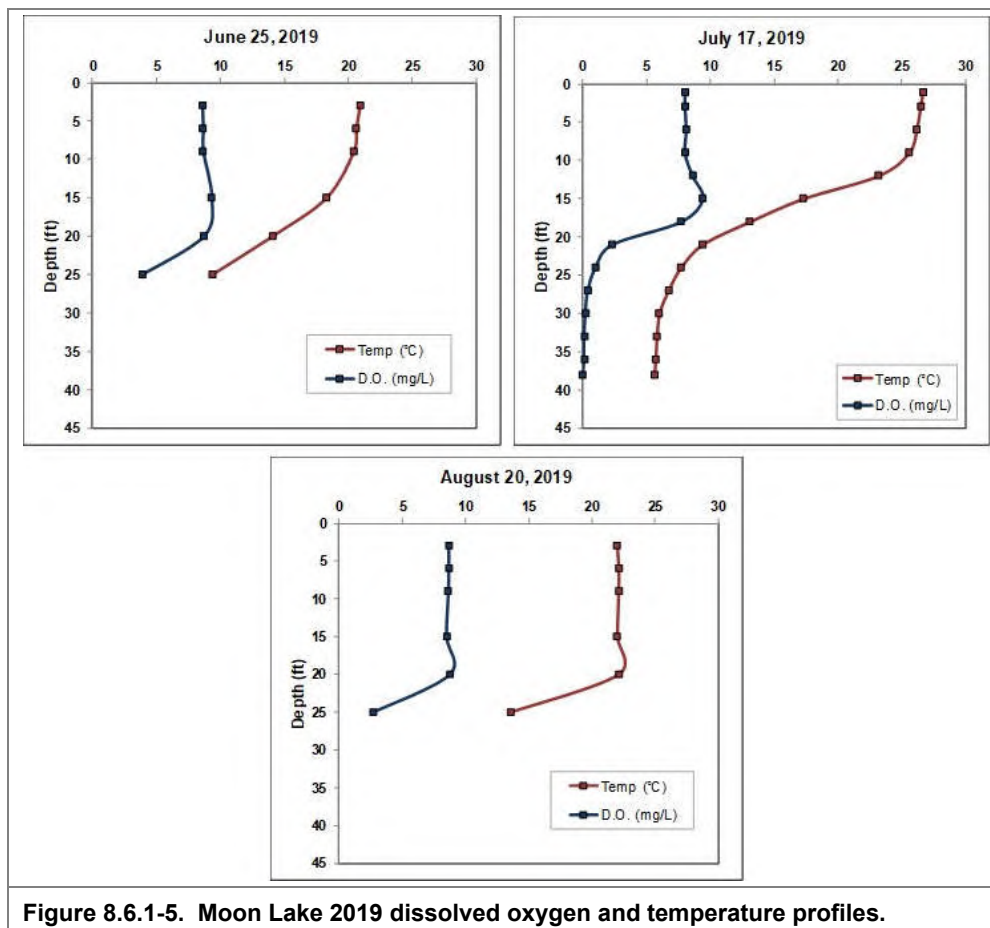 June 25, 2019
0 5 10 15 20 25 30
0
5
10
15
20
25
30
35
40
45
Depth (ft)
Temp (°C)
D.O. (mg/L)
July 17, 2019
0 5 10 15 20 25 30
0
5
10
15
20
25
30
35
40
45
Depth (ft)
Temp (°C)
D.O. (mg/L)
August 20, 2019
0 5 10 15 20 25 30
0
5
10
15
20
25
30
35
40
45
Depth (ft)
Temp (°C)
D.O. (mg/L)
Figure 8.6.1-5. Moon Lake 2019 dissolved oxygen and temperature profiles.